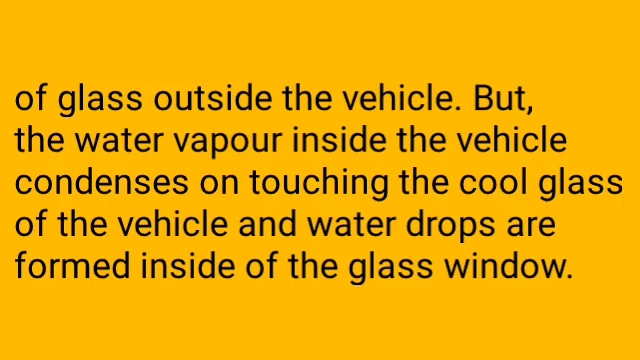 of glass outside the vehicle. But,
the water vapour inside the vehicle
condenses on touching the cool glass
of the vehicle and water drops are
formed inside of the glass window.